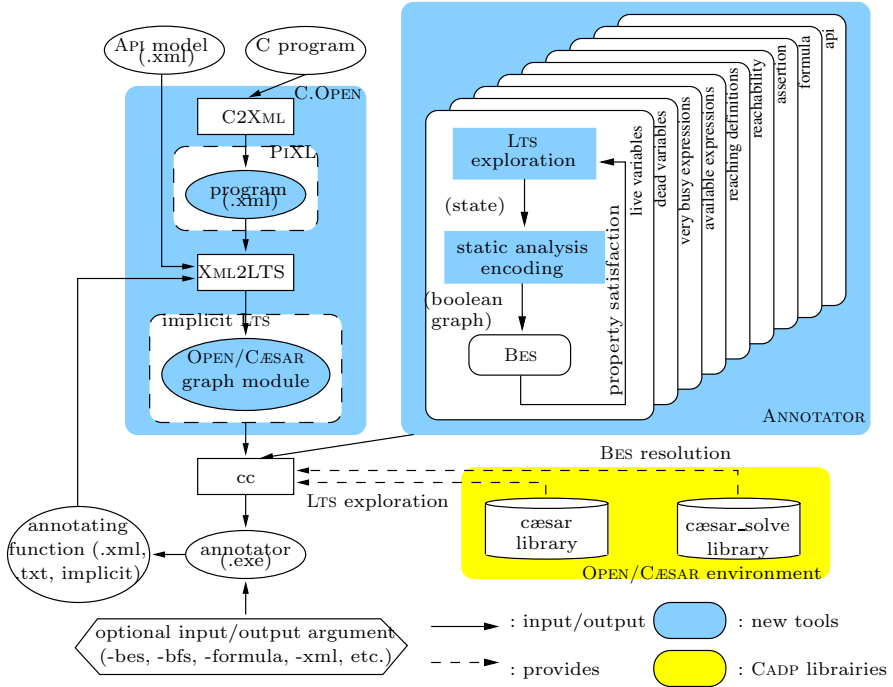 API model
(.xml)
C program
C.OPEN
C2XML
PIXL
program
(.xml)
XML2LTS
implicit LTS
OPEN/CÆSAR
graph module
cc
annotator
(.exe)
annotating
function (.xml,
.txt, implicit)
optional input/output argument
(-bes, -bfs, -formula, -xml, etc.)
LTS
exploration
(state)
static analysis
encoding
(boolean
graph)
BES
property satisfaction
live variables
dead variables
very busy expressions
available expressions
reaching definitions
reachability
assertion
formula
api
ANNOTATOR
BES resolution
LTS exploration
cæsar
library
cæsar_solve
library
OPEN/CÆSAR environment
: input/output
: new tools
: provides
: CADP librairies